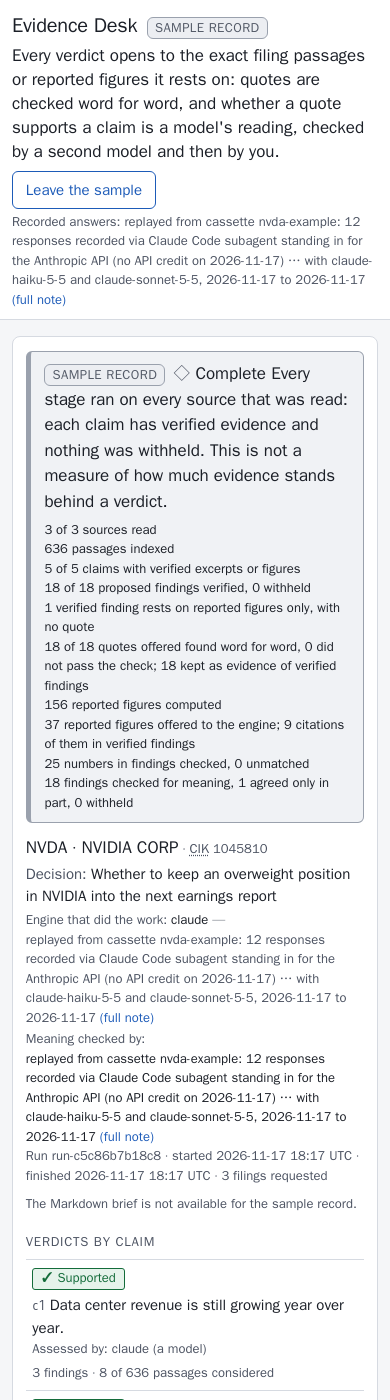 Evidence Desk SAMPLE RECORD
Every verdict opens to the exact filing passages
or reported figures it rests on: quotes are
checked word for word, and whether a quote
supports a claim is a model's reading, checked
by a second model and then by you.
Leave the sample
Recorded answers: replayed from cassette nvda-example: 12
responses recorded via Claude Code subagent standing in for
the Anthropic API (no API credit on 2026-11-17) ··· with claude-
haiku-5-5 and claude-sonnet-5-5, 2026-11-17 to 2026-11-17
(full note)
SAMPLE RECORD ◇ Complete Every
stage ran on every source that was read:
each claim has verified evidence and
nothing was withheld. This is not a
measure of how much evidence stands
behind a verdict.
3 of 3 sources read
636 passages indexed
5 of 5 claims with verified excerpts or figures
18 of 18 proposed findings verified, 0 withheld
1 verified finding rests on reported figures only, with
no quote
18 of 18 quotes offered found word for word, 0 did
not pass the check; 18 kept as evidence of verified
findings
156 reported figures computed
37 reported figures offered to the engine; 9 citations
of them in verified findings
25 numbers in findings checked, 0 unmatched
18 findings checked for meaning, 1 agreed only in
part, 0 withheld
NVDA · NVIDIA CORP · CIK 1045810
Decision: Whether to keep an overweight position
in NVIDIA into the next earnings report
Engine that did the work: claude —
replayed from cassette nvda-example: 12 responses
recorded via Claude Code subagent standing in for the
Anthropic API (no API credit on 2026-11-17) ··· with
claude-haiku-5-5 and claude-sonnet-5-5, 2026-11-17 to
2026-11-17 (full note)
Meaning checked by:
replayed from cassette nvda-example: 12 responses
recorded via Claude Code subagent standing in for the
Anthropic API (no API credit on 2026-11-17) ··· with
claude-haiku-5-5 and claude-sonnet-5-5, 2026-11-17 to
2026-11-17 (full note)
Run run-c5c86b7b18c8 · started 2026-11-17 18:17 UTC ·
finished 2026-11-17 18:17 UTC · 3 filings requested
The Markdown brief is not available for the sample record.
VERDICTS BY CLAIM
✓ Supported
c1 Data center revenue is still growing year over
year.
Assessed by: claude (a model)
3 findings · 8 of 636 passages considered